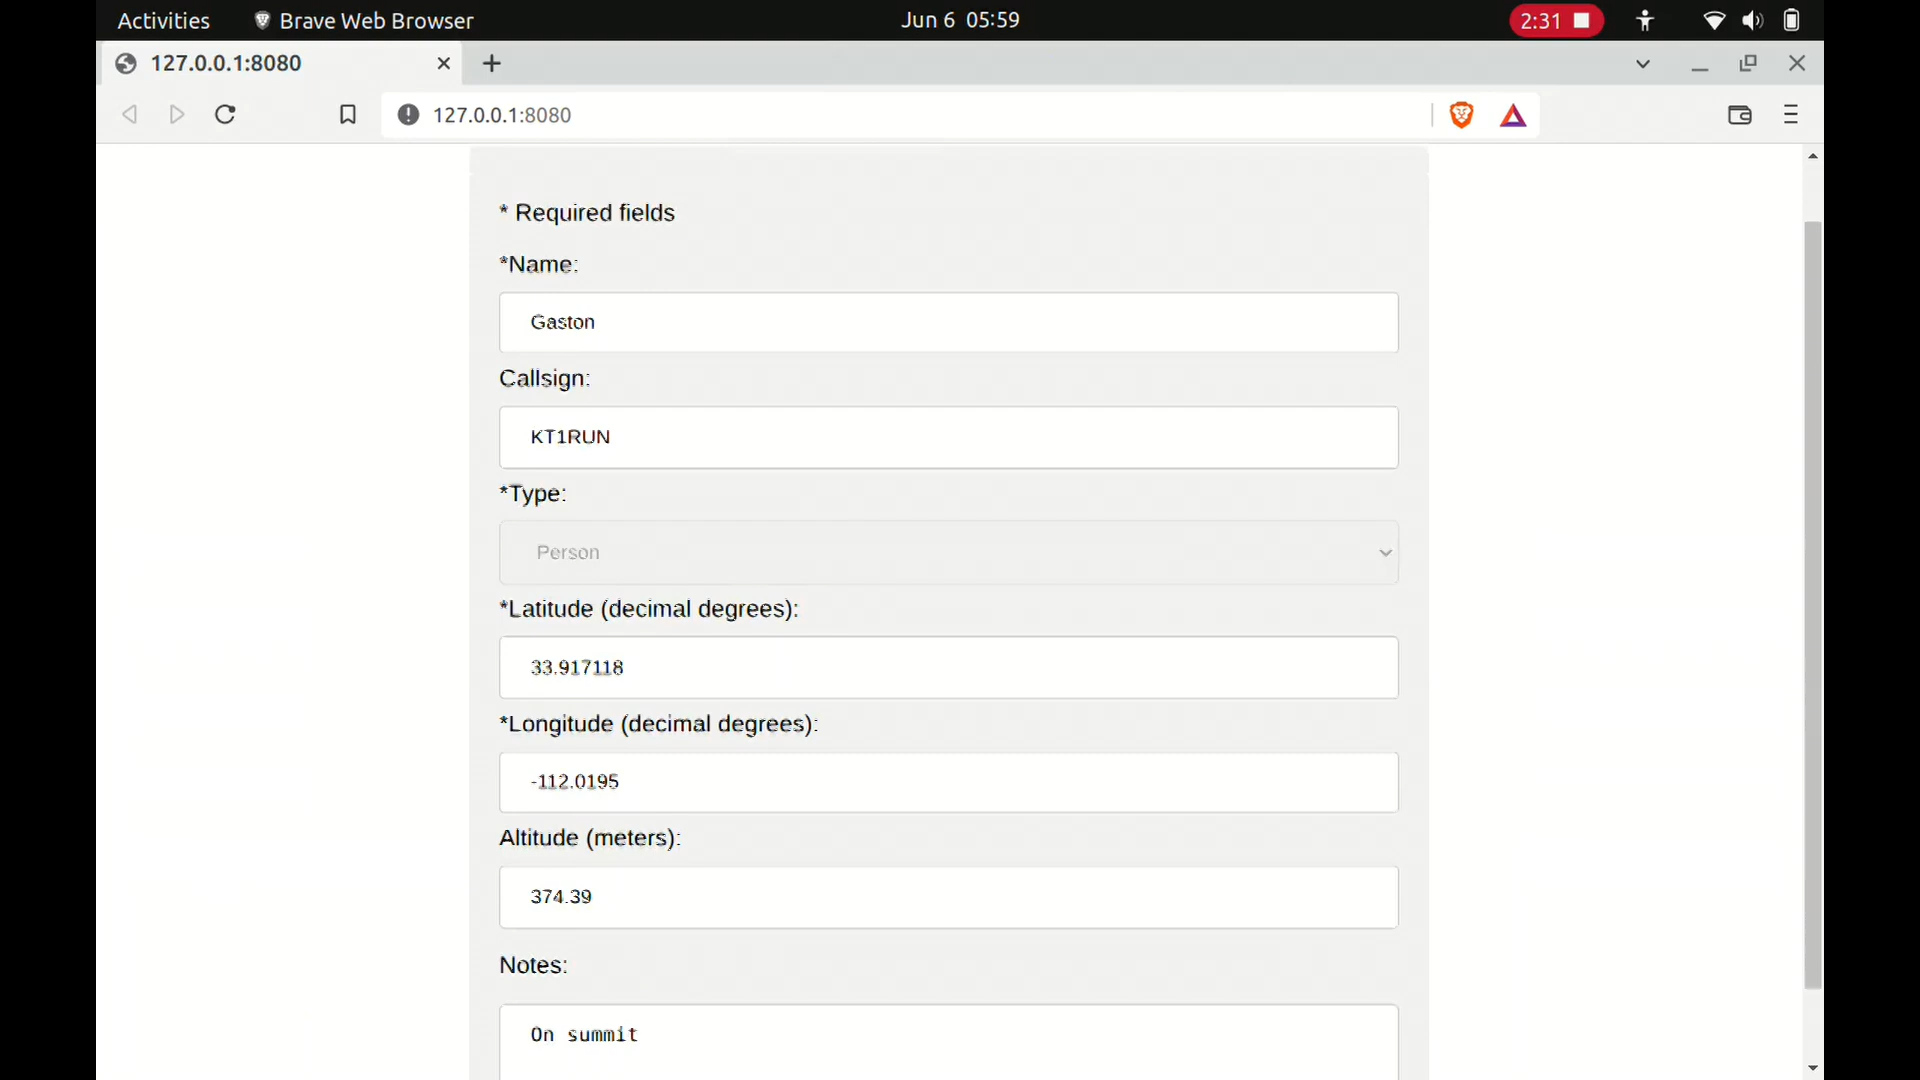 Activities
Brave Web Browser
Jun 6 05:59
2:31
127.0.0.1:8080
127.0.0.1:8080
* Required fields
*Name:
Gaston
Callsign:
KT1RUN
*Type:
Person
*Latitude (decimal degrees):
33.917118
*Longitude (decimal degrees):
-112.0195
Altitude (meters):
374.39
Notes:
On summit